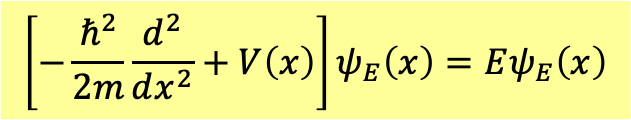 [-ħ²/2m d²/dx² + V(x)] ψ_E(x) = Eψ_E(x)